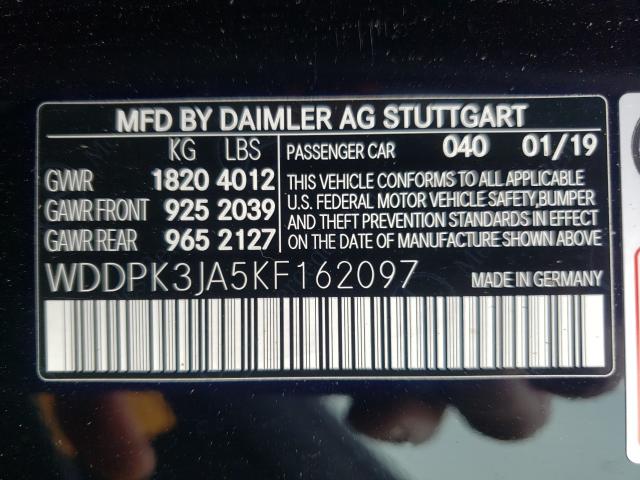 MFD BY DAIMLER AG STUTTGART
KG LBS
GWVR 1820 4012
GAWR FRONT 925 2039
GAWR REAR 965 2127
PASSENGER CAR 040 01/19
THIS VEHICLE CONFORMS TO ALL APPLICABLE
U.S. FEDERAL MOTOR VEHICLE SAFETY,BUMPER
AND THEFT PREVENTION STANDARDS IN EFFECT
ON THE DATE OF MANUFACTURE SHOWN ABOVE.
WDDPK3JA5KF162097
MADE IN GERMANY